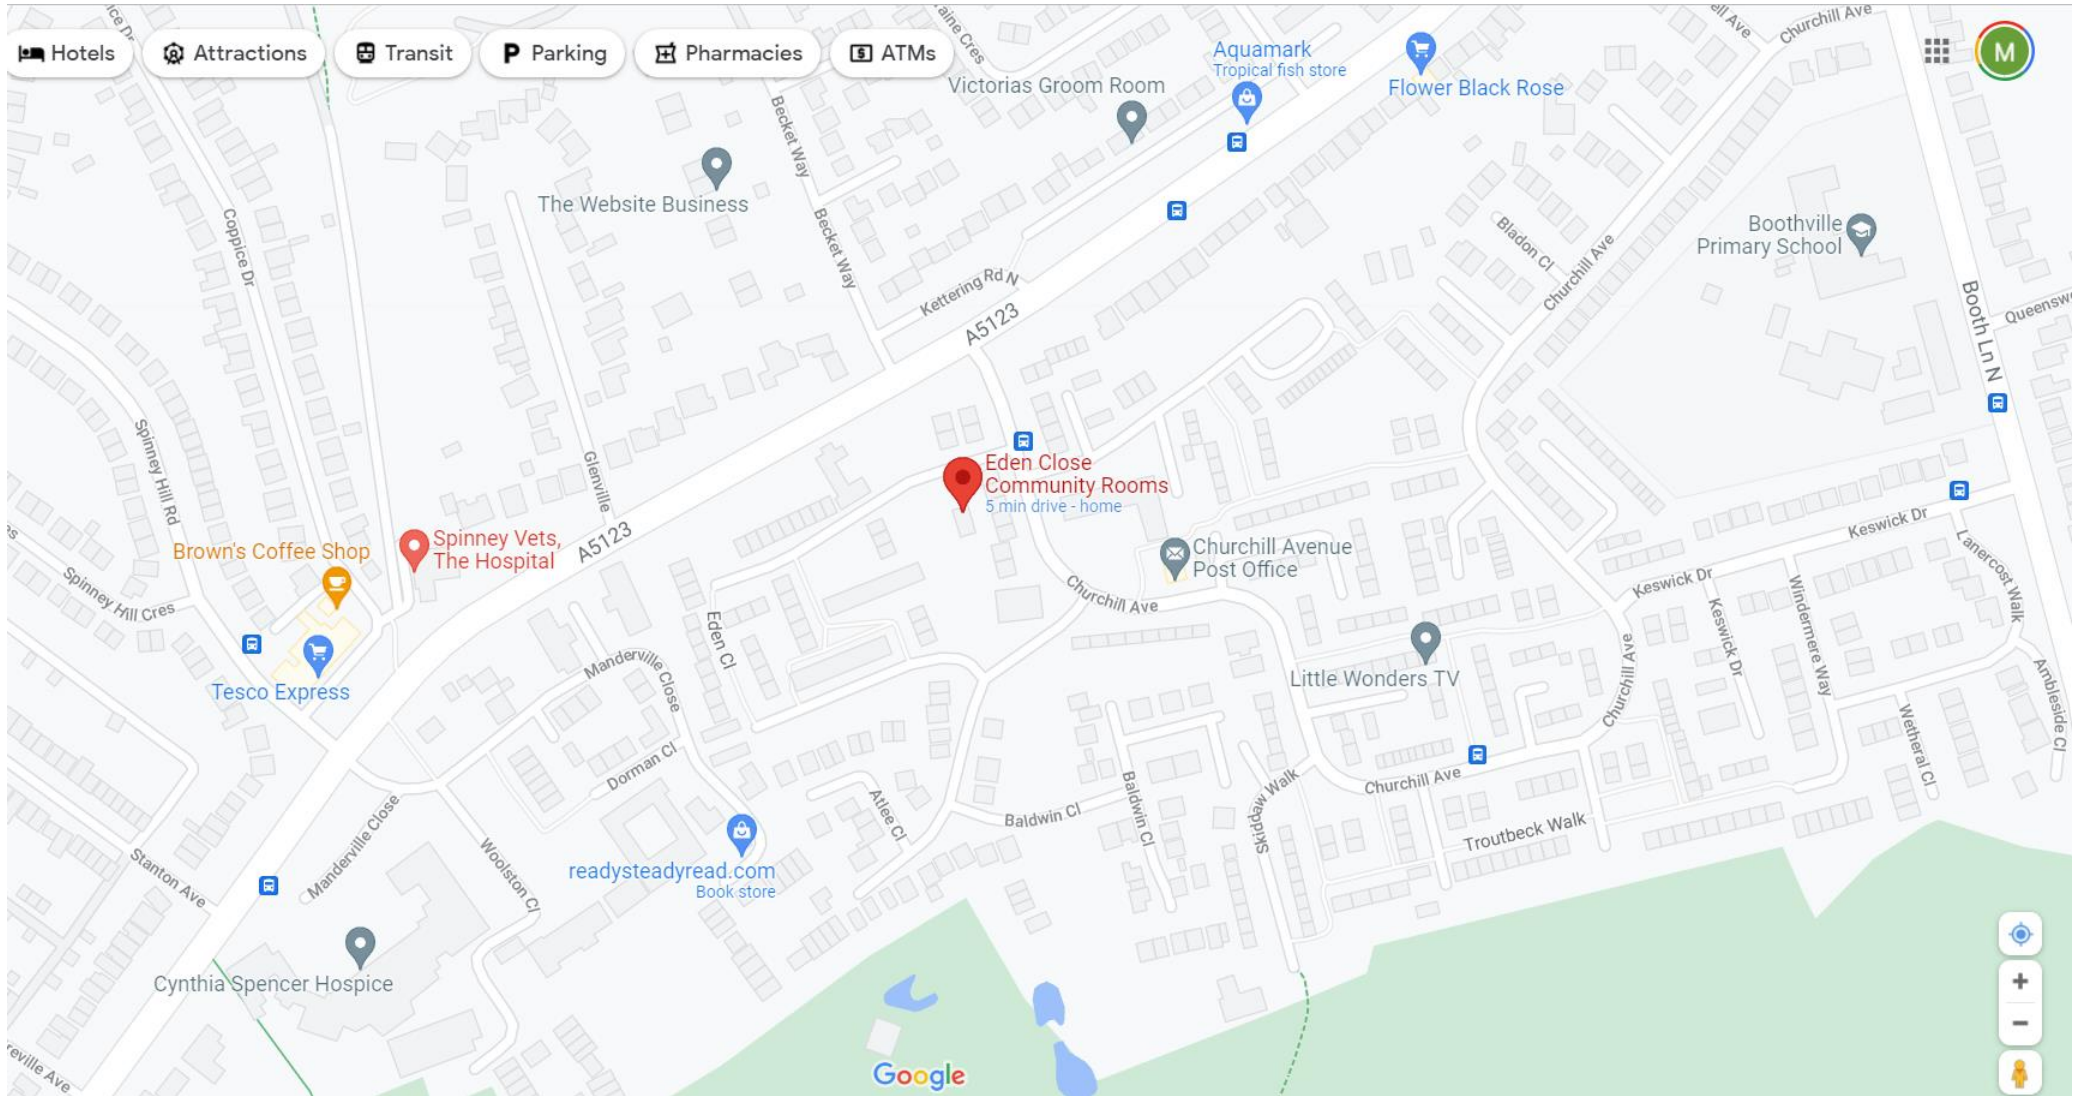 Hotels
Attractions
Transit
Parking
Pharmacies
ATMs
M
Churchill Ave
Aquamark
Tropical fish store
Flower Black Rose
Victorias Groom Room
Becket Way
The Website Business
Becket Way
Coppice Dr
Kettering Rd N
A5123
Bladon Cl
Churchill Ave
Boothville
Primary School
Booth Ln N
Spinney Hill Rd
Glenville
Eden Close
Community Rooms
5 min drive - home
Spinney Vets,
The Hospital
A5123
Brown's Coffee Shop
Spinney Hill Cres
Tesco Express
Churchill Avenue
Post Office
Churchill Ave
Keswick Dr
Keswick Dr
Lanercost Walk
Keswick Dr
Windermere Way
Eden Cl
Manderville Close
Little Wonders TV
Churchill Ave
Ambleside Cl
Wetheral Cl
Dorman Cl
Churchill Ave
Skiddaw Walk
Baldwin Cl
Baldwin Cl
Atlee Cl
Troutbeck Walk
Manderville Close
Woolston Cl
Stanton Ave
readysteadyread.com
Book store
Cynthia Spencer Hospice
Google